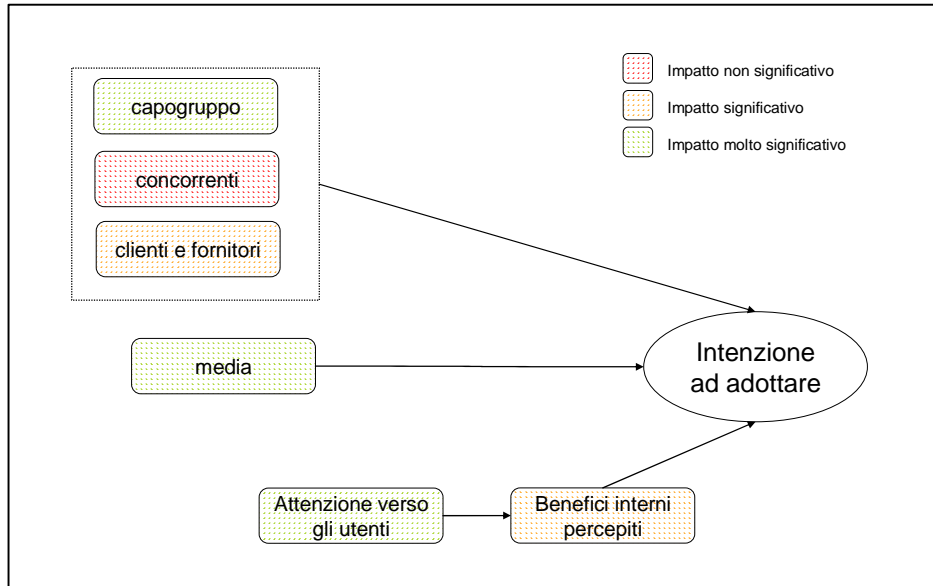 capogruppo
concorrenti
clienti e fornitori
Impatto non significativo
Impatto significativo
Impatto molto significativo
media
Intenzione
ad adottare
Attenzione verso
gli utenti
Benefici interni
percepiti